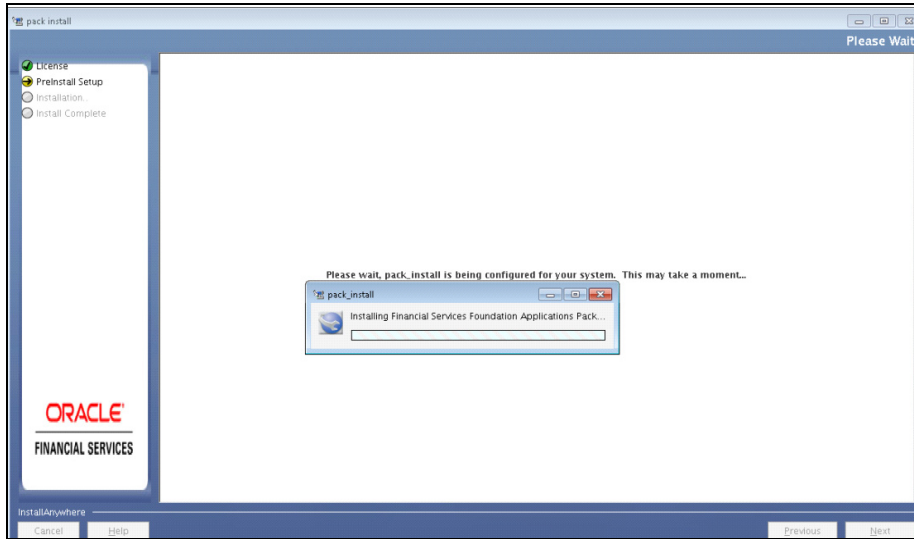 pack install
Please Wait
License
PreInstall Setup
Installation..
Install Complete
Please wait, pack_install is being configured for your system. This may take a moment...
pack_install
Installing Financial Services Foundation Applications Pack...
ORACLE'
FINANCIAL SERVICES
InstallAnywhere
Cancel
Help
Previous
Next